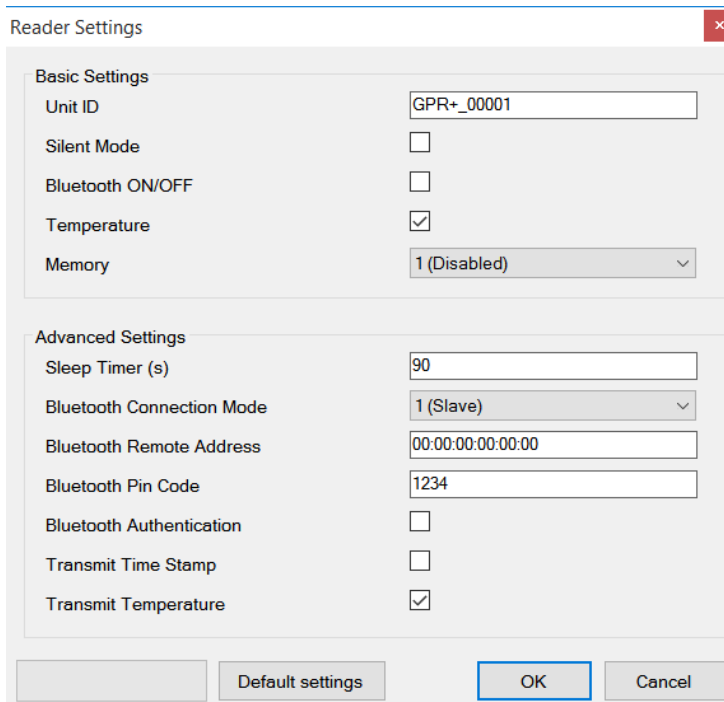 Reader Settings
Basic Settings
Unit ID GPR+_00001
Silent Mode
Bluetooth ON/OFF
Temperature
Memory 1 (Disabled)
Advanced Settings
Sleep Timer (s) 90
Bluetooth Connection Mode 1 (Slave)
Bluetooth Remote Address 00:00:00:00:00:00
Bluetooth Pin Code 1234
Bluetooth Authentication
Transmit Time Stamp
Transmit Temperature
Default settings OK Cancel